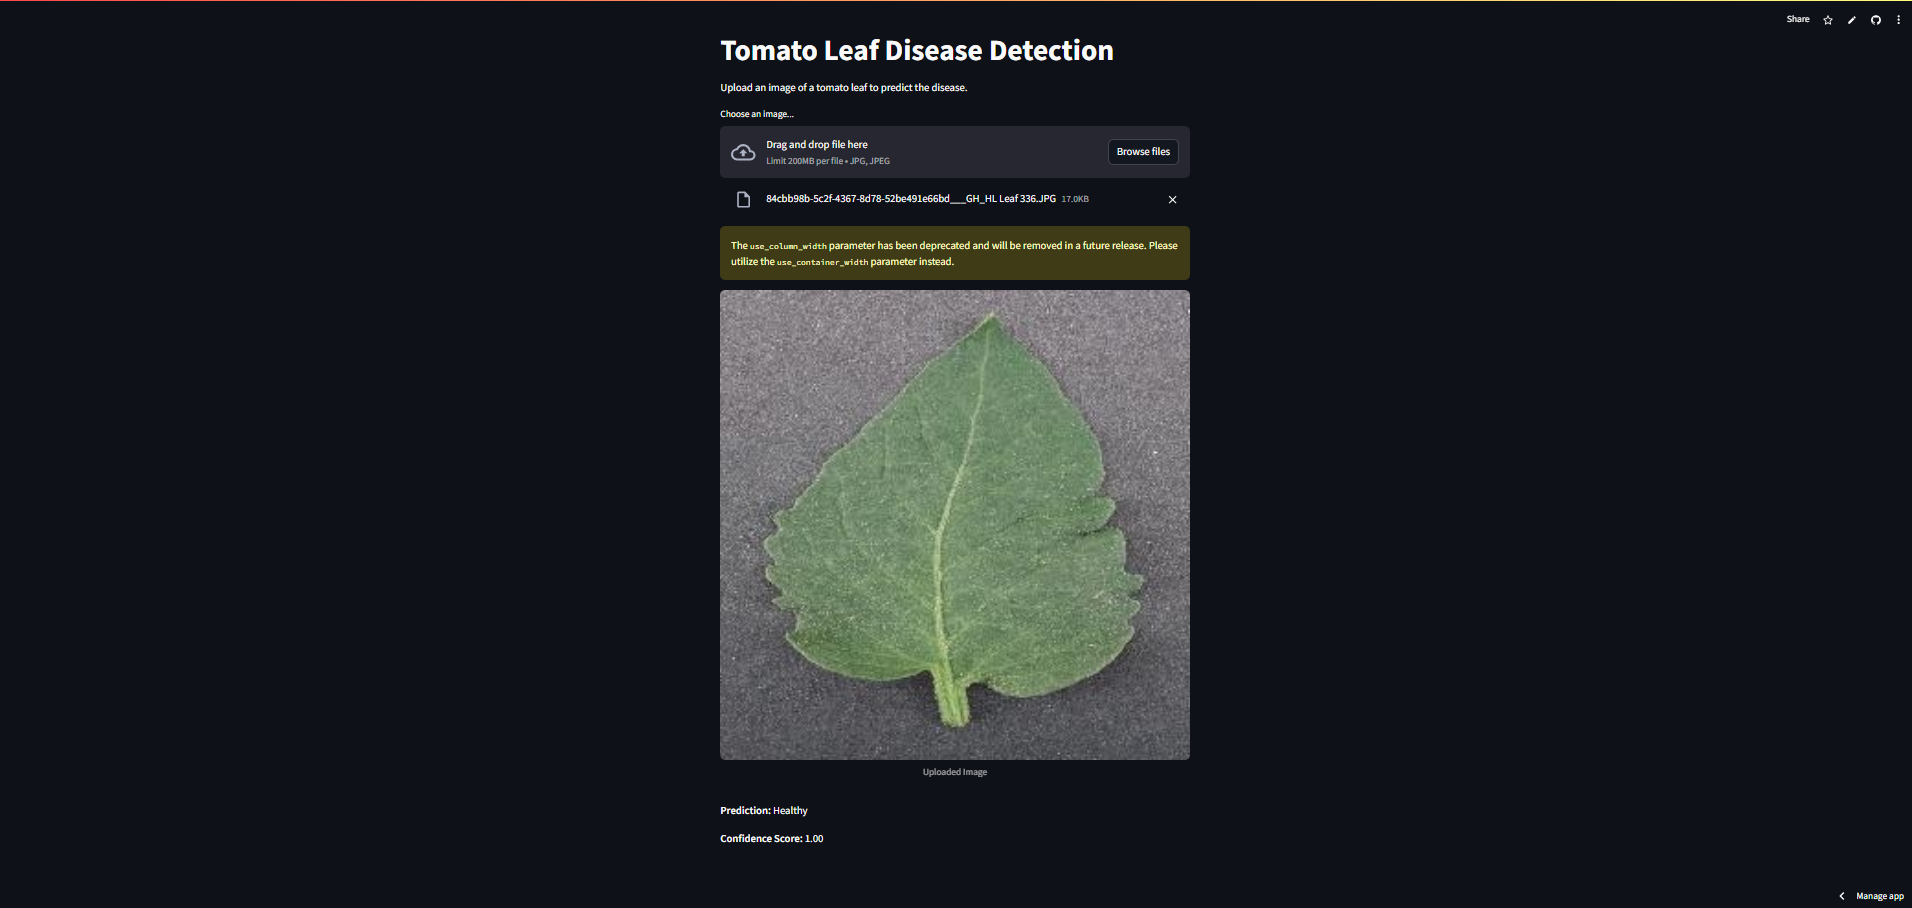 Share
Tomato Leaf Disease Detection
Upload an image of a tomato leaf to predict the disease.
Choose an image...
Drag and drop file here
Limit 200MB per file • JPG, JPEG
Browse files
84cbb98b-5c2f-4367-8d78-52be491e66bd___GH_HL Leaf 336.JPG 17.0KB
The use_column_width parameter has been deprecated and will be removed in a future release. Please
utilize the use_container_width parameter instead.
Uploaded Image
Prediction: Healthy
Confidence Score: 1.00
Manage app